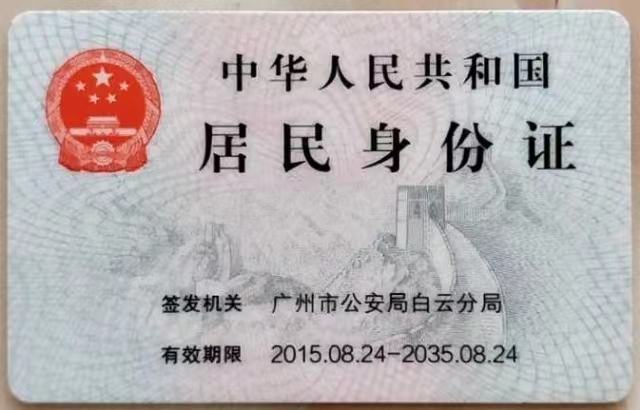 中华人民共和国
居民身份证
签发机关 广州市公安局白云分局
有效期限 2015.08.24-2035.08.24